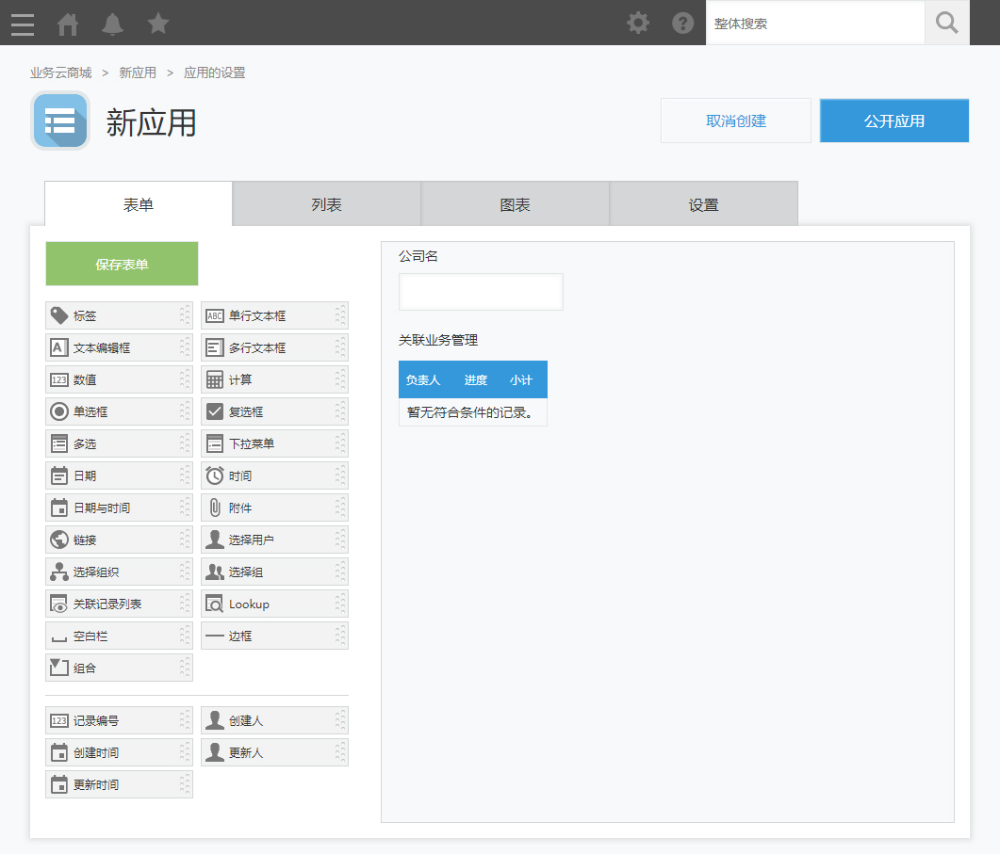 整体搜索
业务云商城 > 新应用 > 应用的设置
新应用
取消创建
公开应用
表单
列表
图表
设置
保存表单
公司名
标签
ABC 单行文本框
A 文本编辑框
多行文本框
关联业务管理
123 数值
计算
负责人 进度 小计
单选框
复选框
暂无符合条件的记录。
多选
下拉菜单
日期
时间
日期与时间
附件
链接
选择用户
选择组织
选择组
关联记录列表
Lookup
空白栏
边框
组合
123 记录编号
创建人
创建时间
更新人
更新时间